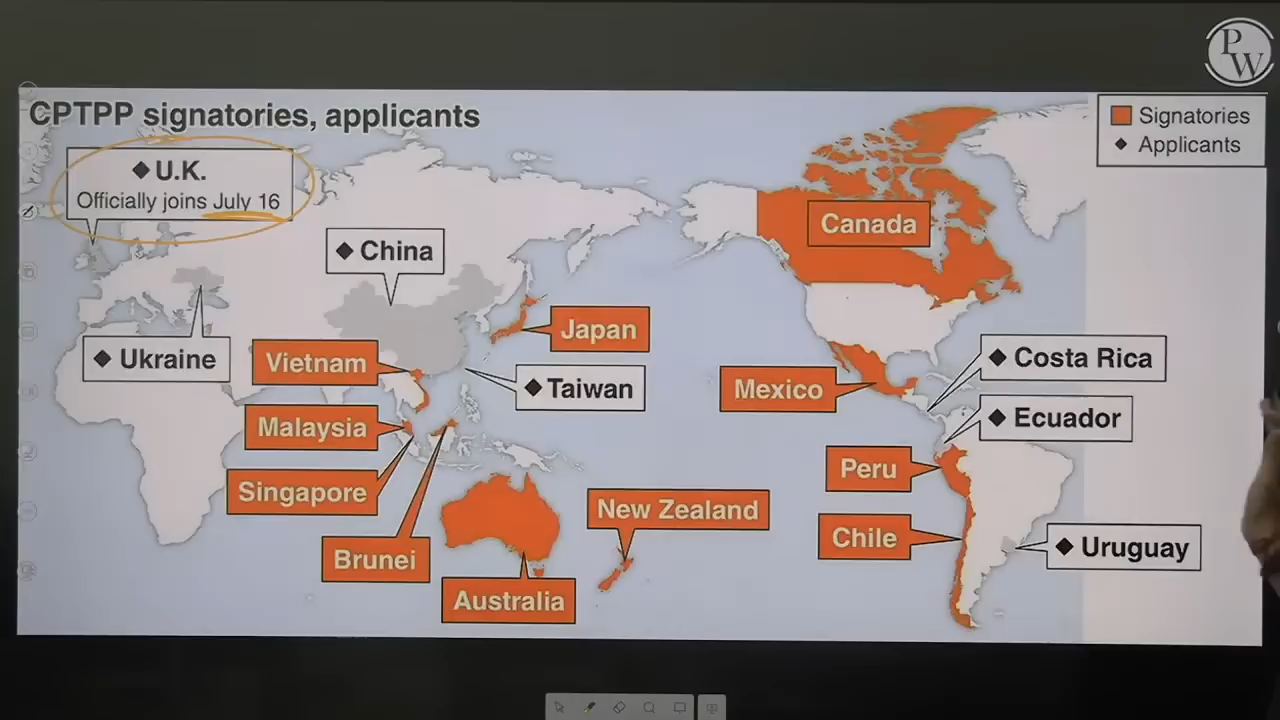 PW
CPTPP signatories, applicants
Signatories
◆ Applicants
◆ U.K.
Officially joins July 16
◆ China
Canada
Japan
◆ Ukraine
Vietnam
◆ Taiwan
Mexico
◆ Costa Rica
Malaysia
◆ Ecuador
Singapore
Peru
New Zealand
Chile
Brunei
◆ Uruguay
Australia